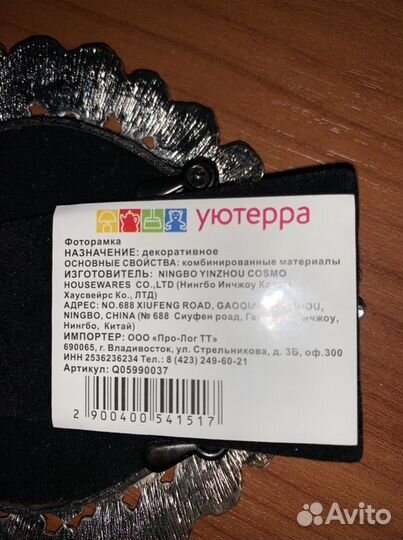 уютерра
Фоторамка
НАЗНАЧЕНИЕ: декоративное
ОСНОВНЫЕ СВОЙСТВА: комбинированные материалы
ИЗГОТОВИТЕЛЬ: NINGBO YINZHOU COSMO
HOUSEWARES CO.,LTD (Нингбо Инчжоу
Хаусвейрс Ко., ЛТД)
АДРЕС: NO.688 XIUFENG ROAD,
NINGBO, CHINA (№ 688 Сиуфен роад, Инчжоу,
Нингбо, Китай)
ИМПОРТЕР: ООО «Про-Лог ТТ»
690065, г. Владивосток, ул. Стрельникова, д. 3Б, оф.300
ИНН 2536236234 Тел.: 8 (423) 249-60-21
Артикул: Q05990037
2 900400 541517
Avito